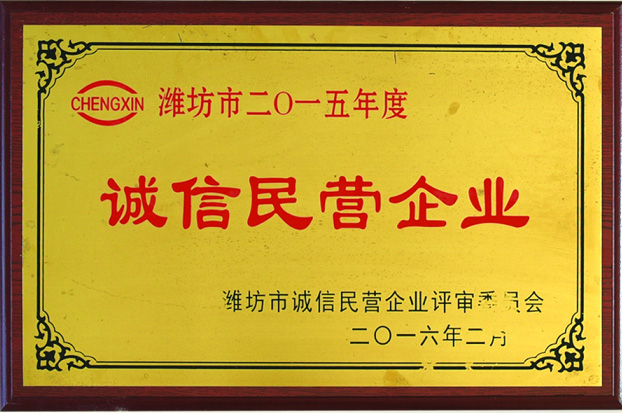 CHENGXIN 潍坊市二〇一五年度
诚信民营企业
潍坊市诚信民营企业评审委员会
二〇一六年二月